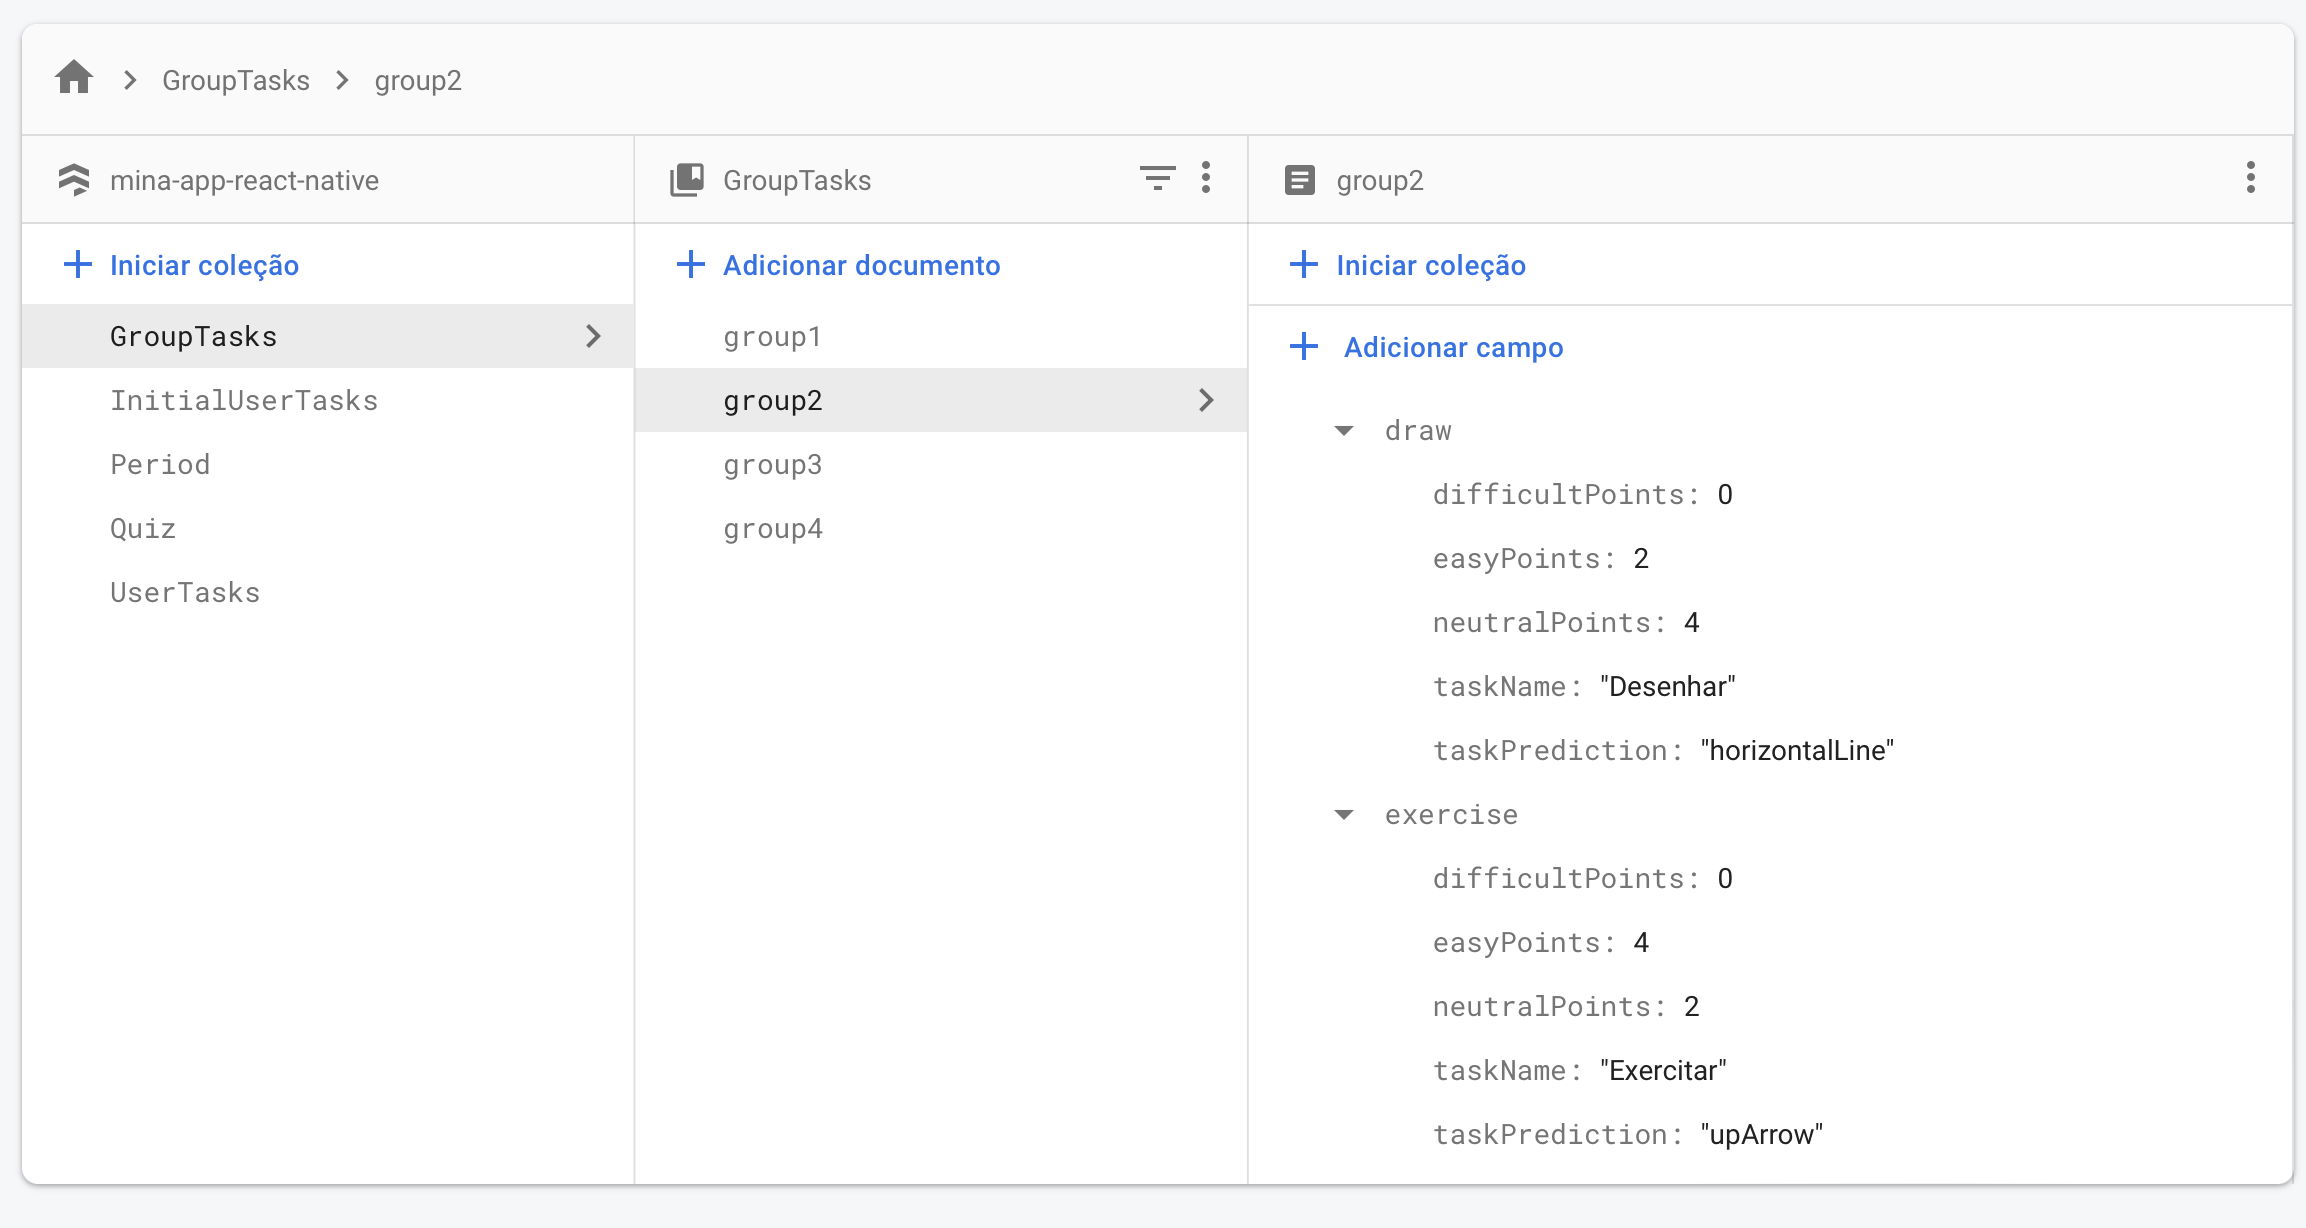 GroupTasks group2
mina-app-react-native
Iniciar coleção
GroupTasks
InitialUserTasks
Period
Quiz
UserTasks
GroupTasks
Adicionar documento
group1
group2
group3
group4
group2
Iniciar coleção
Adicionar campo
draw
difficultPoints: 0
easyPoints: 2
neutralPoints: 4
taskName: "Desenhar"
taskPrediction: "horizontalLine"
exercise
difficultPoints: 0
easyPoints: 4
neutralPoints: 2
taskName: "Exercitar"
taskPrediction: "upArrow"